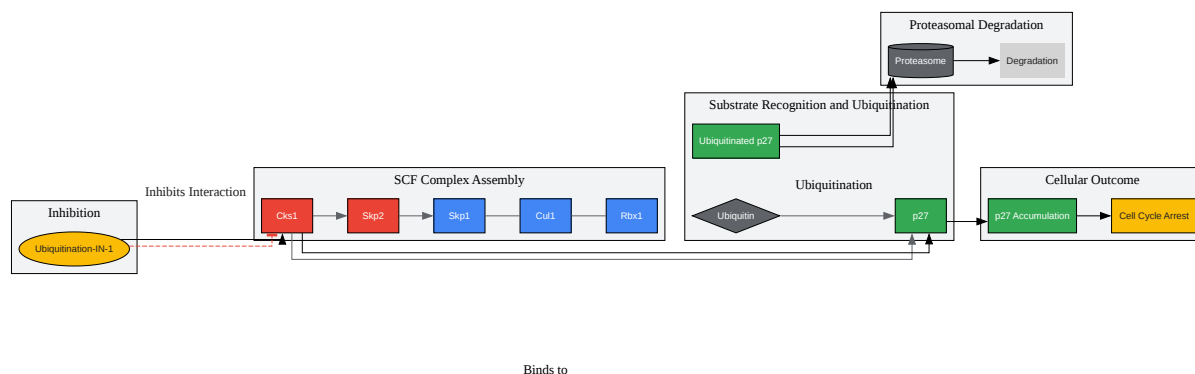 Proteasomal Degradation
Proteasome
Degradation
Substrate Recognition and Ubiquitination
Ubiquitinated p27
Ubiquitination
Ubiquitin
p27
SCF Complex Assembly
Cks1
Skp2
Skp1
Cul1
Rbx1
Cellular Outcome
p27 Accumulation
Cell Cycle Arrest
Inhibits Interaction
Inhibition
Ubiquitination-IN-1
Binds to